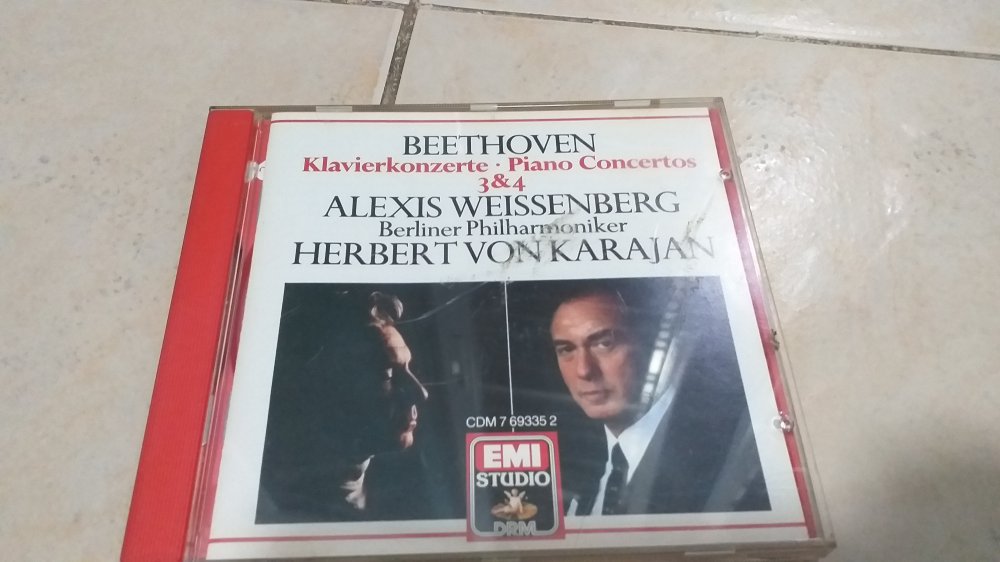 BEETHOVEN
Klavierkonzerte · Piano Concertos
3&4
ALEXIS WEISSENBERG
Berliner Philharmoniker
HERBERT VON KARAJAN
CDM 7 69335 2
EMI
STUDIO
DRM